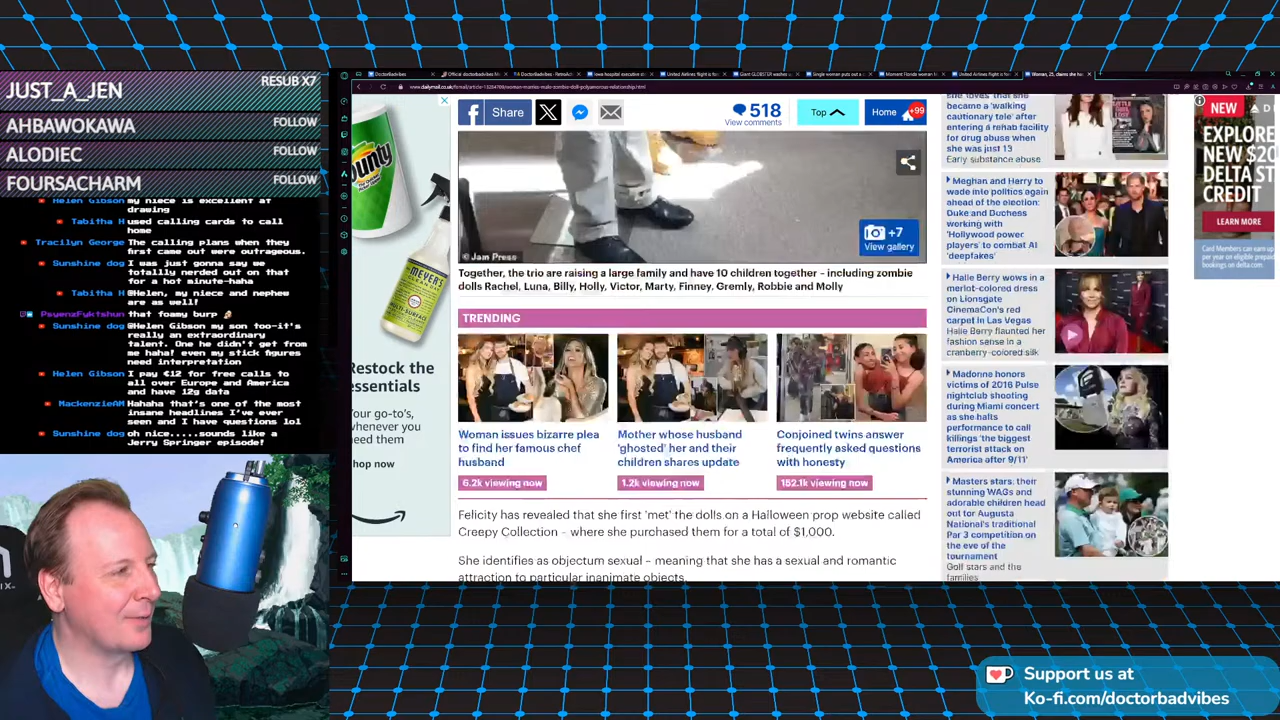 JUST_A_JEN RESUB X7
AHBAWOKAWA FOLLOW
ALODIEC FOLLOW
FOURSACHARM FOLLOW
Helen Gibson my niece is excellent at
drawing
Tabitha H used calling cards to call
home
Tracilyn George The calling plans when they
first came out were outrageous.
Sunshine dog I was just gonna say we
totallly nerded out on that
for a hot minute-haha
Tabitha H @Helen, my niece and nephew
are as well!
PsyenzFyktshun that foamy burp
Sunshine dog @Helen Gibson my son too-it's
really an extraordinary
talent. One he didn't get from
me haha! even my stick figures
need interpretation
Helen Gibson I pay €12 for free calls to
all over Europe and America
and have 12g data
MackenzieAM Hahaha that's one of the most
insane headlines I've ever
seen and I have questions lol
Sunshine dog oh nice.....sounds like a
Jerry Springer episode!
DoctorBadvibes
Share
518
View comments
Top
Home
+99
+7
View gallery
© Jam Press
Together, the trio are raising a large family and have 10 children together – including zombie
dolls Rachel, Luna, Billy, Holly, Victor, Marty, Finney, Gremly, Robbie and Molly
TRENDING
Woman issues bizarre plea
to find her famous chef
husband
6.2k viewing now
Mother whose husband
'ghosted' her and their
children shares update
1.2k viewing now
Conjoined twins answer
frequently asked questions
with honesty
152.1k viewing now
Felicity has revealed that she first 'met' the dolls on a Halloween prop website called
Creepy Collection – where she purchased them for a total of $1,000.
She identifies as objectum sexual – meaning that she has a sexual and romantic
attraction to particular inanimate objects.
Restock the
essentials
Your go-to's,
whenever you
need them
Shop now
she 'loves' that she
became a 'walking
cautionary tale' after
entering a rehab facility
for drug abuse when
she was just 13
Early substance abuse
Meghan and Harry to
wade into politics again
ahead of the election:
Duke and Duchess
working with
'Hollywood power
players' to combat AI
'deepfakes'
Halle Berry wows in a
merlot-colored dress
on Lionsgate
CinemaCon's red
carpet in Las Vegas
Halle Berry flaunted her
fashion sense in a
cranberry-colored silk
Madonna honors
victims of 2016 Pulse
nightclub shooting
during Miami concert
as she halts
performance to call
killings 'the biggest
terrorist attack on
America after 9/11'
Masters stars: their
stunning WAGs and
adorable children head
out for Augusta
National's traditional
Par 3 competition on
the eve of the
tournament
Golf stars and the
families
NEW
EXPLORE
NEW $20
DELTA S
CREDIT
LEARN MORE
Support us at
Ko-fi.com/doctorbadvibes